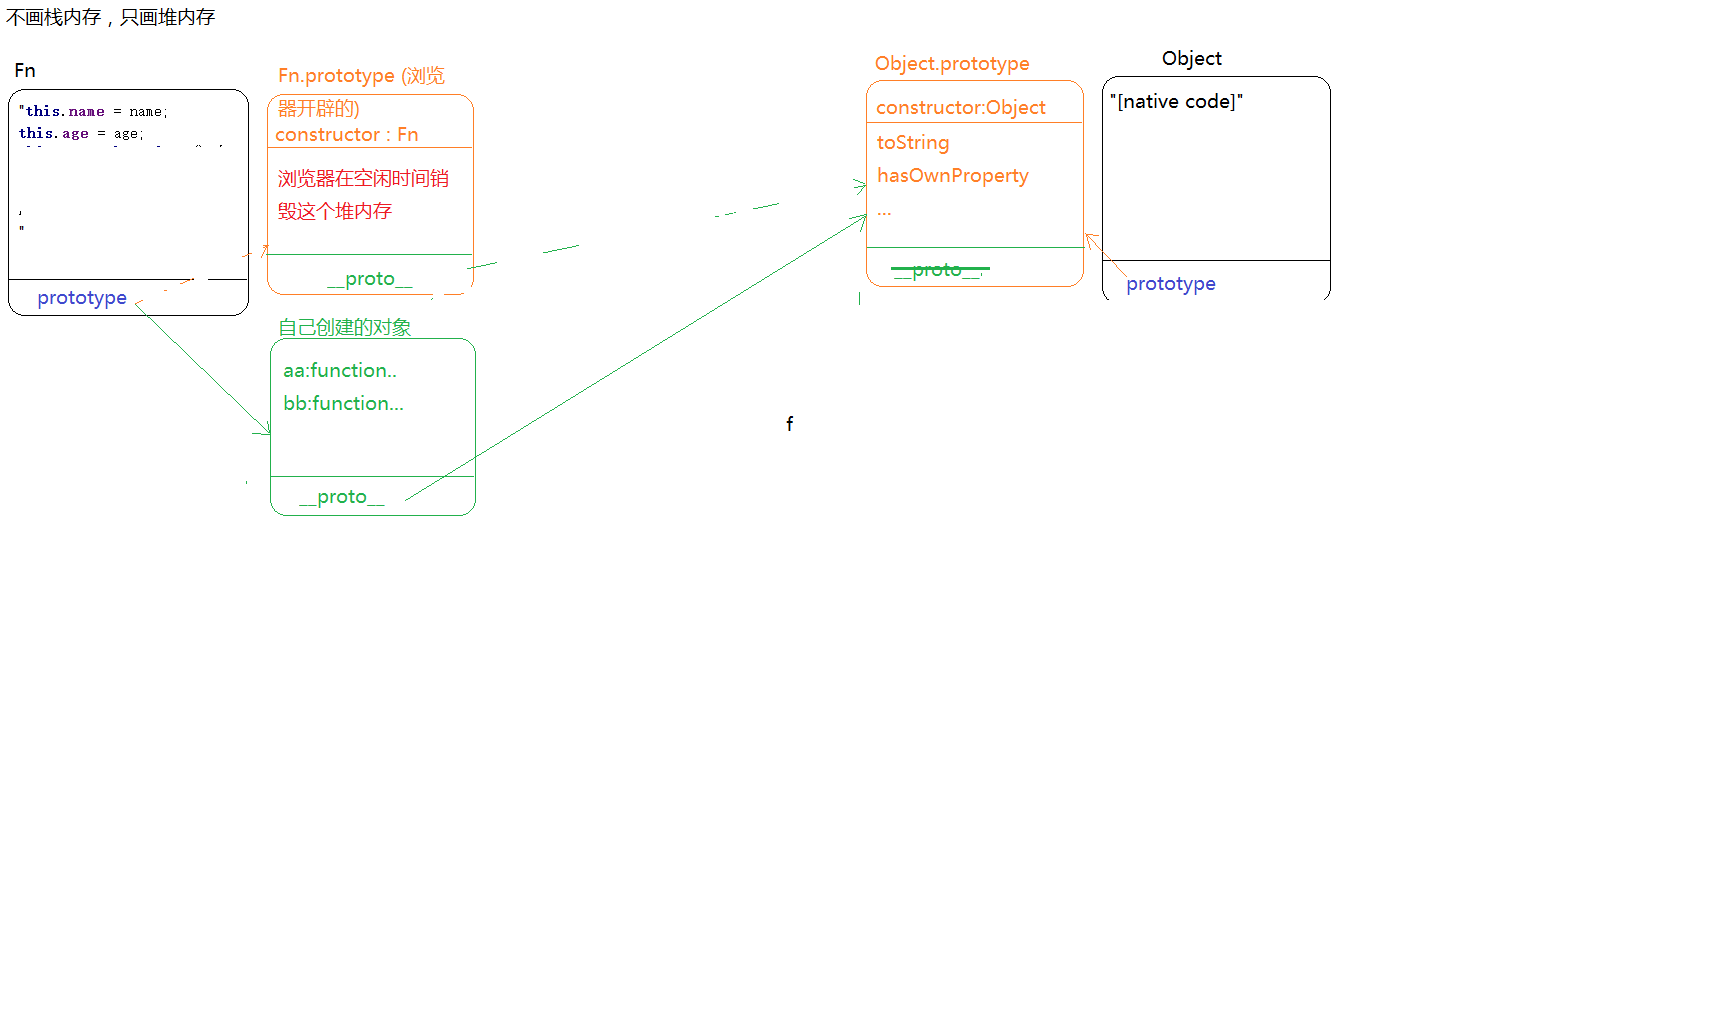 不画栈内存，只画堆内存
Fn
"this.name = name;
this.age = age;
"
prototype
Fn.prototype (浏览
器开辟的)
constructor : Fn
浏览器在空闲时间销
毁这个堆内存
__proto__
自己创建的对象
aa:function..
bb:function...
__proto__
f
Object.prototype
constructor:Object
toString
hasOwnProperty
...
__proto__
Object
"[native code]"
prototype